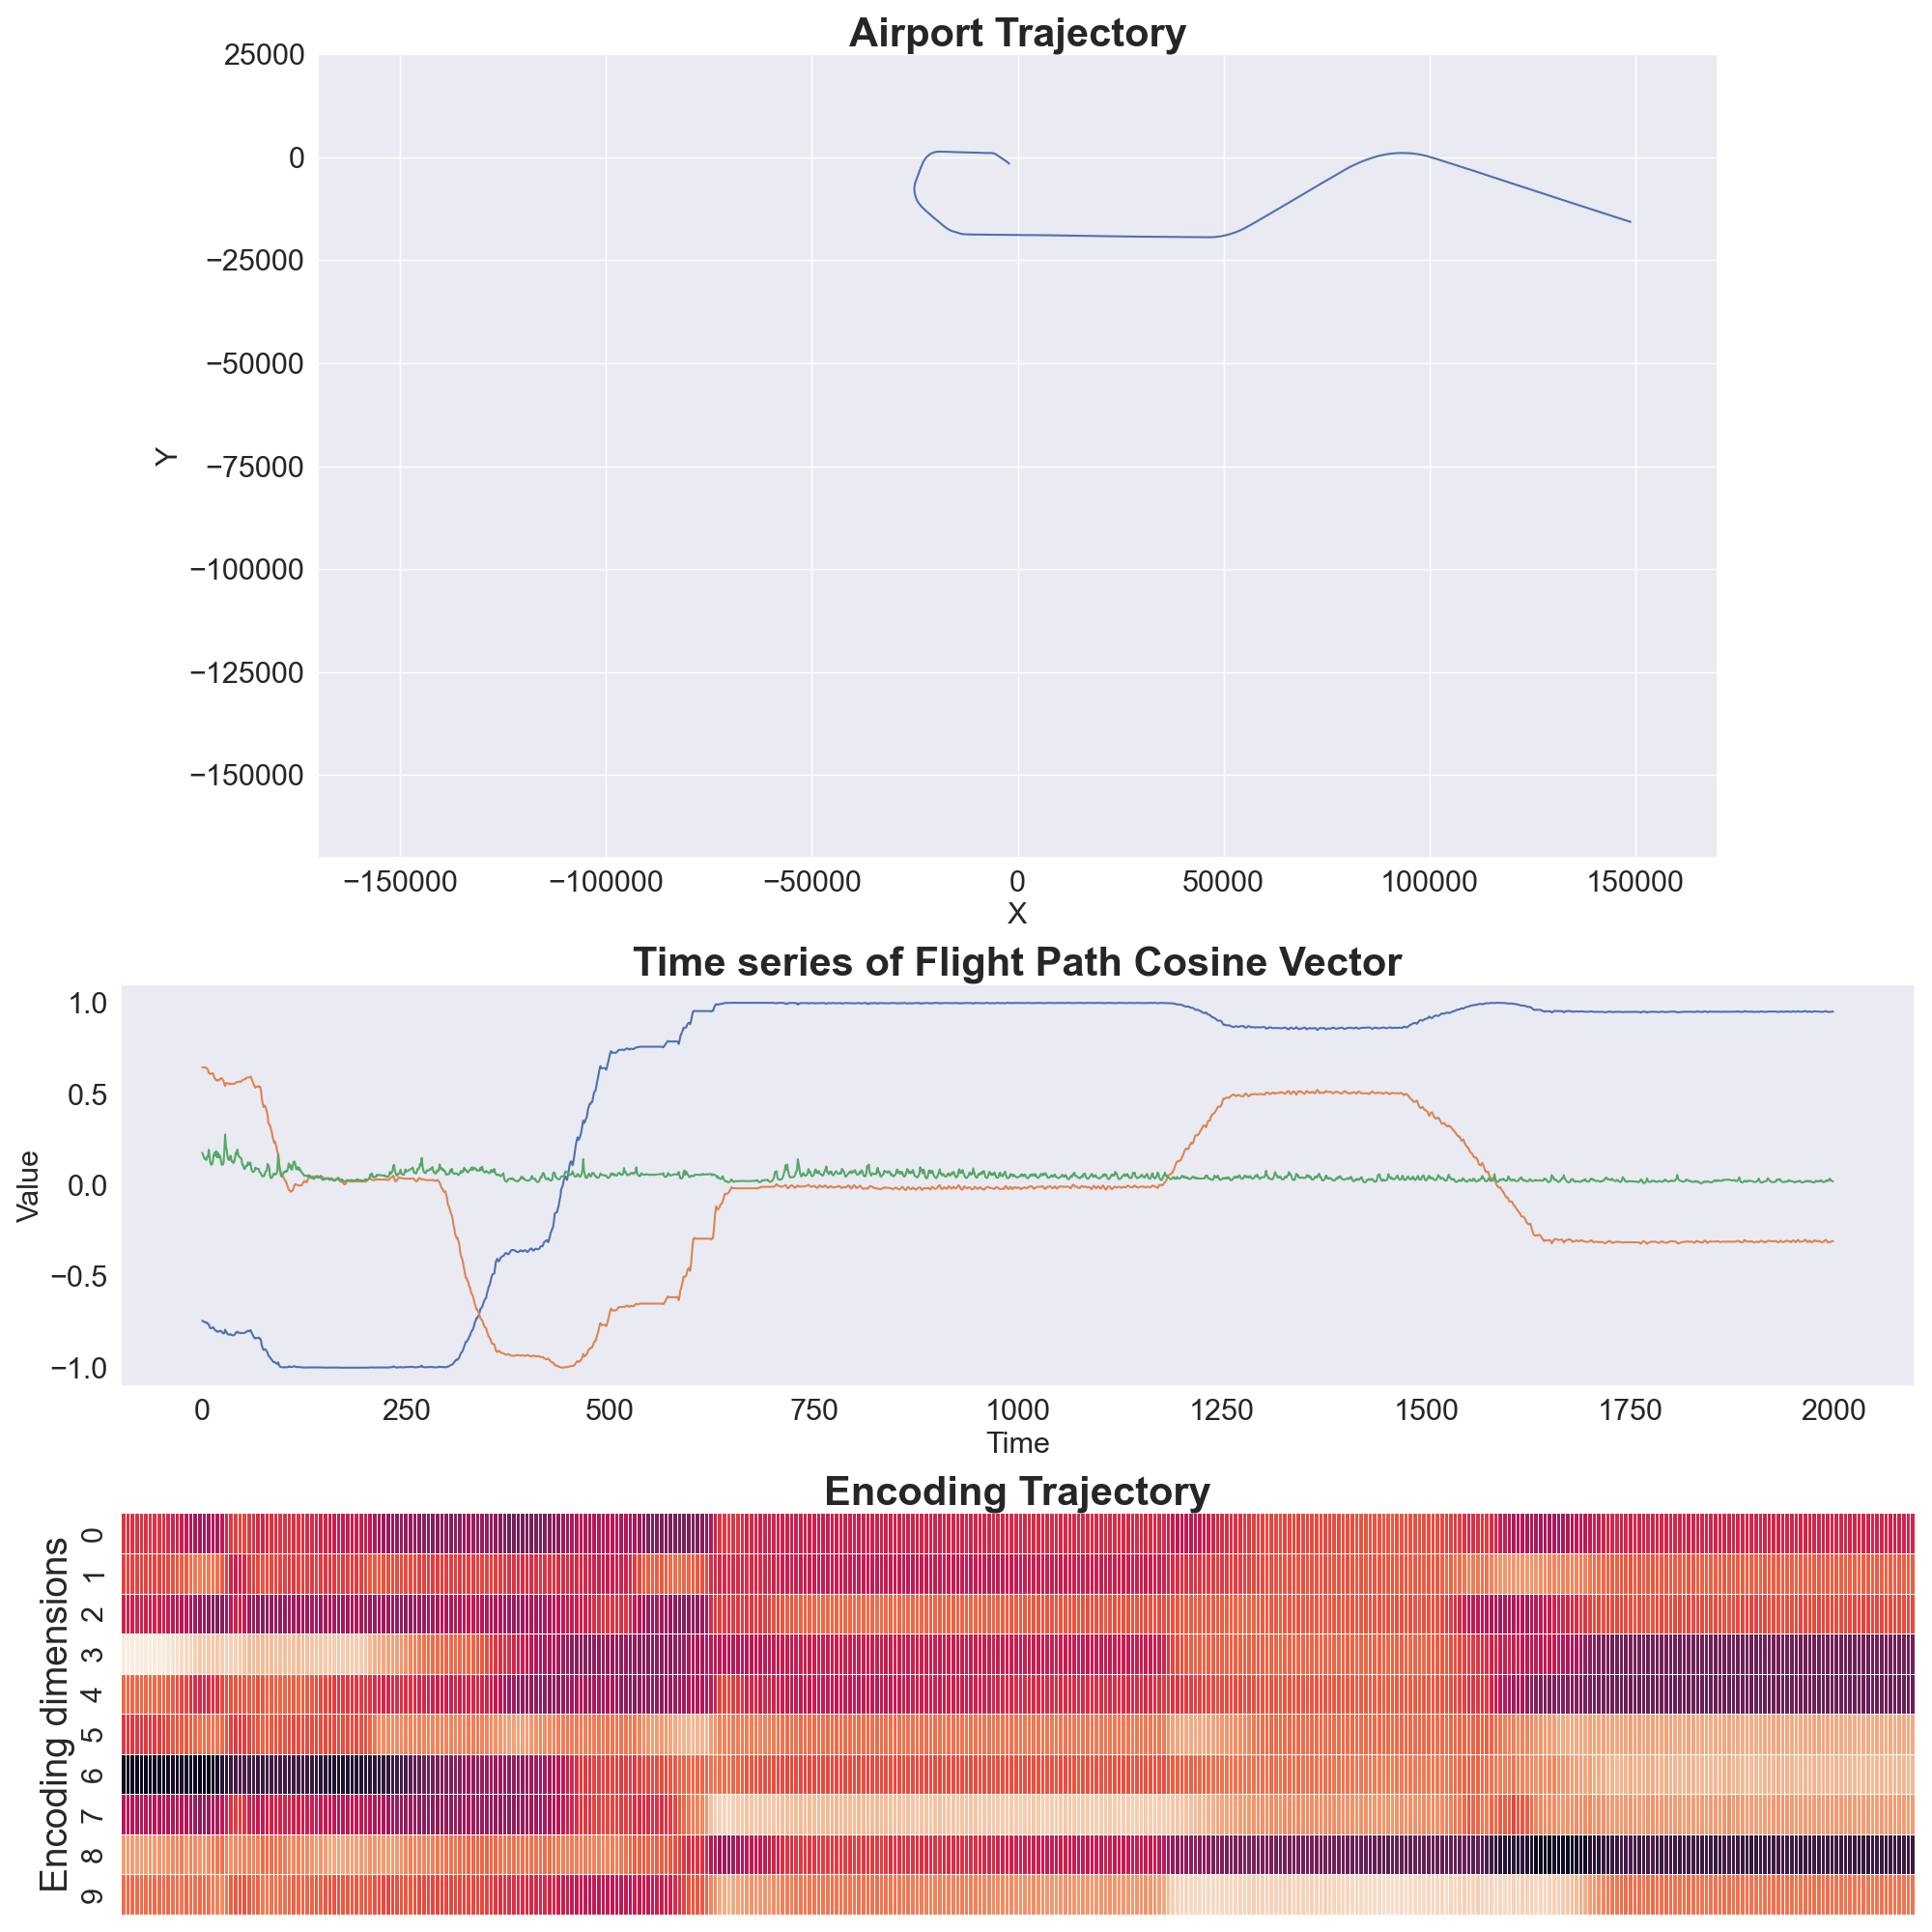 Airport Trajectory
25000
0
−25000
−50000
−75000
−100000
−125000
−150000
Y
−150000 −100000 −50000 0 50000 100000 150000
X
Time series of Flight Path Cosine Vector
1.0
0.5
0.0
−0.5
−1.0
Value
0 250 500 750 1000 1250 1500 1750 2000
Time
Encoding Trajectory
Encoding dimensions
0
1
2
3
4
5
6
7
8
9